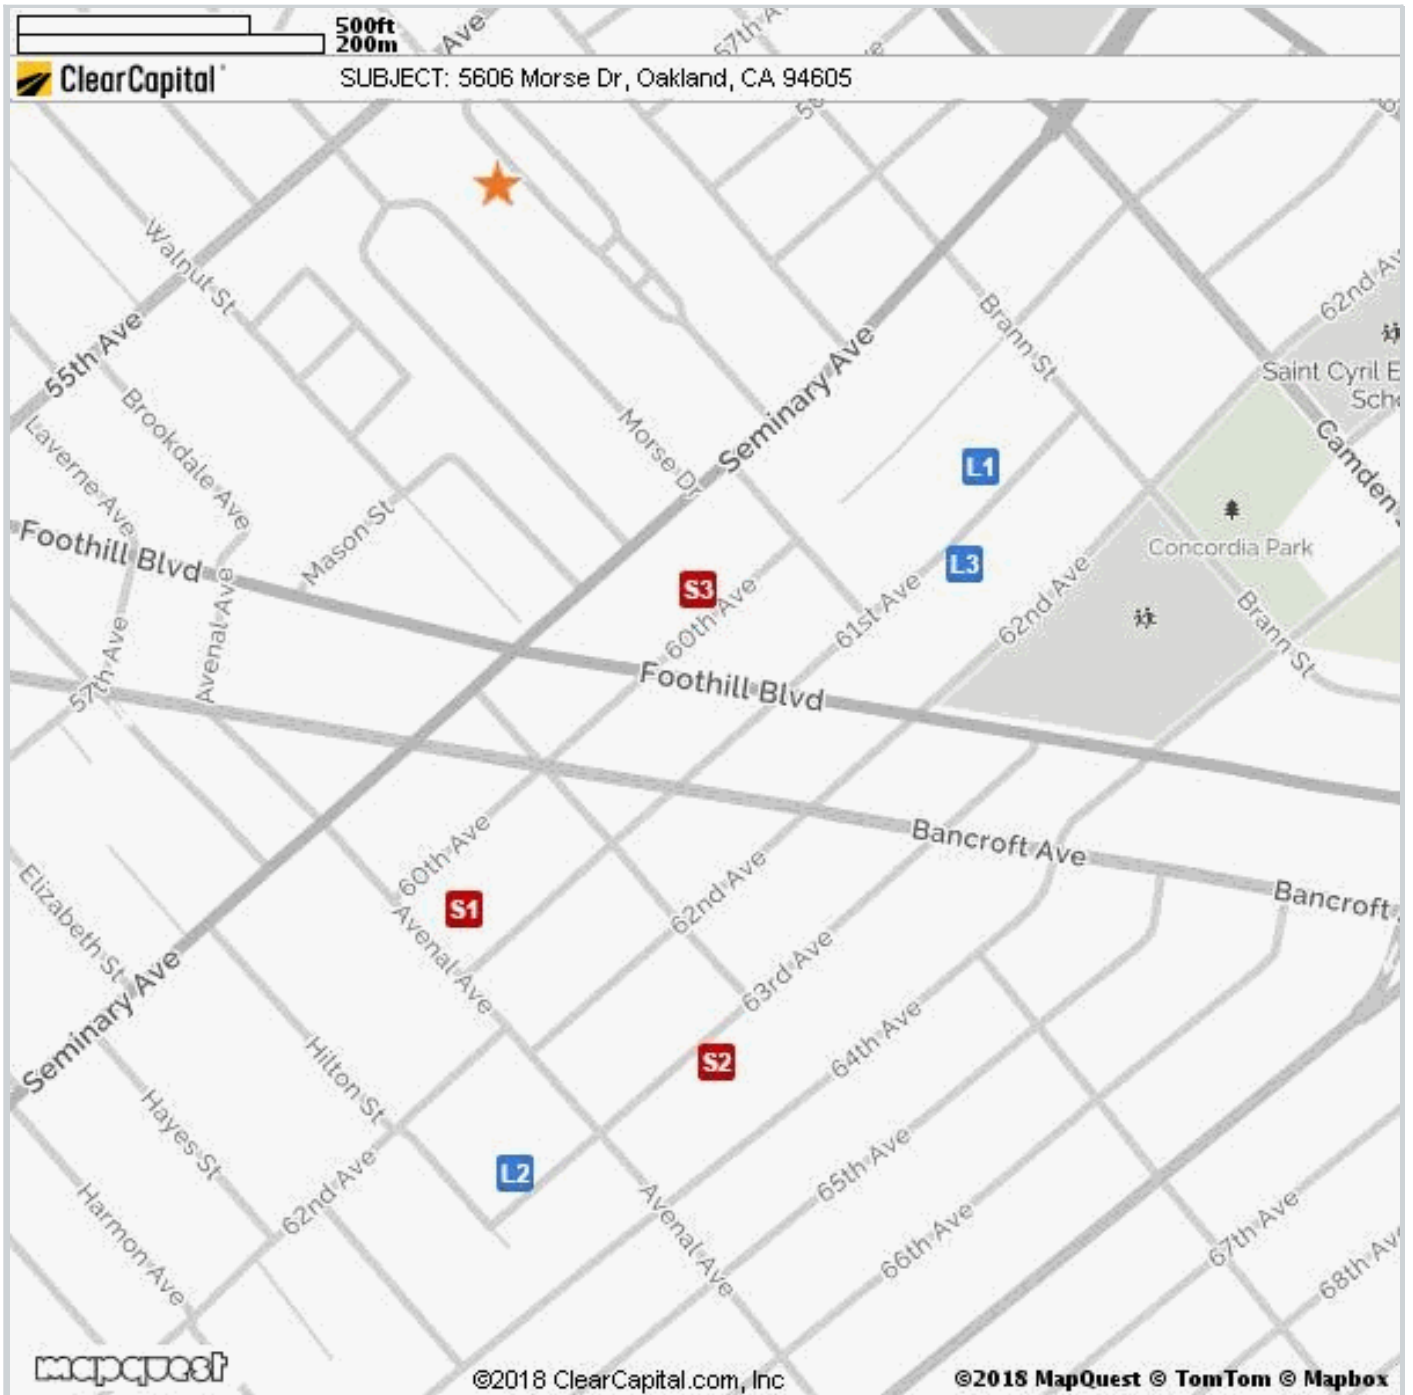 500ft
200m
Ave
57th A
ve
ClearCapital
SUBJECT: 5606 Morse Dr, Oakland, CA 94605
Walnut St
55th Ave
Brookdale Ave
Laverne Ave
Foothill Blvd
Mason St
Avenal Ave
57th Ave
Morse Dr
Seminary Ave
Brann St
62nd Av
Saint Cyril E
Scho
Camden
L1
Concordia Park
L3
S3
60th Ave
61st Ave
62nd Ave
Brann St
Foothill Blvd
Bancroft Ave
Bancroft
60th Ave
S1
62nd Ave
Elizabeth St
Avenal Ave
63rd Ave
Seminary Ave
Hilton St
S2
64th Ave
Hayes St
L2
62nd Ave
65th Ave
Harmon Ave
Avenal Ave
66th Ave
67th Ave
68th Av
mapquest
©2018 ClearCapital.com, Inc
©2018 MapQuest © TomTom © Mapbox